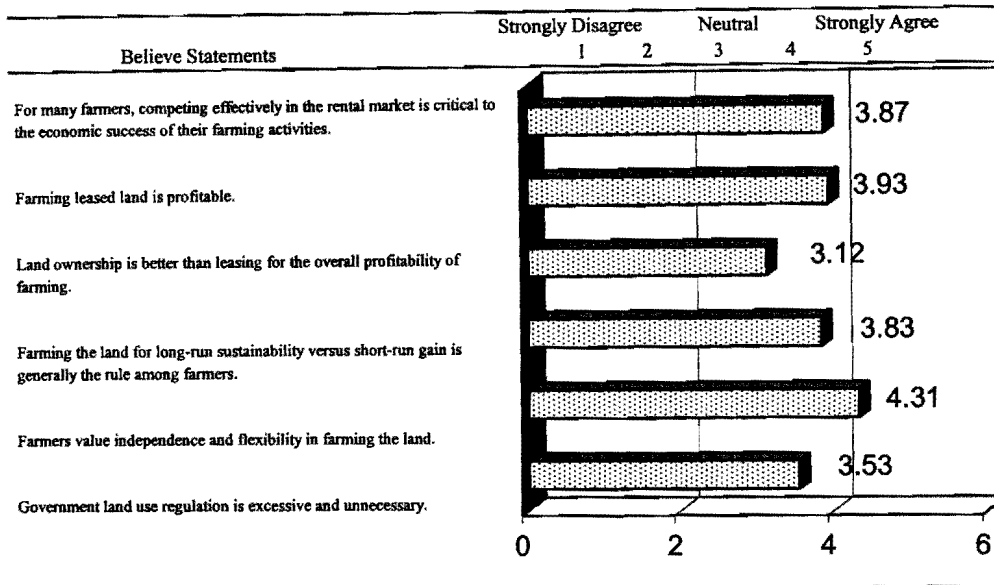 Strongly Disagree Neutral Strongly Agree
Believe Statements 1 2 3 4 5
For many farmers, competing effectively in the rental market is critical to
the economic success of their farming activities.
3.87
Farming leased land is profitable.
3.93
Land ownership is better than leasing for the overall profitability of
farming.
3.12
Farming the land for long-run sustainability versus short-run gain is
generally the rule among farmers.
3.83
Farmers value independence and flexibility in farming the land.
4.31
Government land use regulation is excessive and unnecessary.
3.53
0 2 4 6